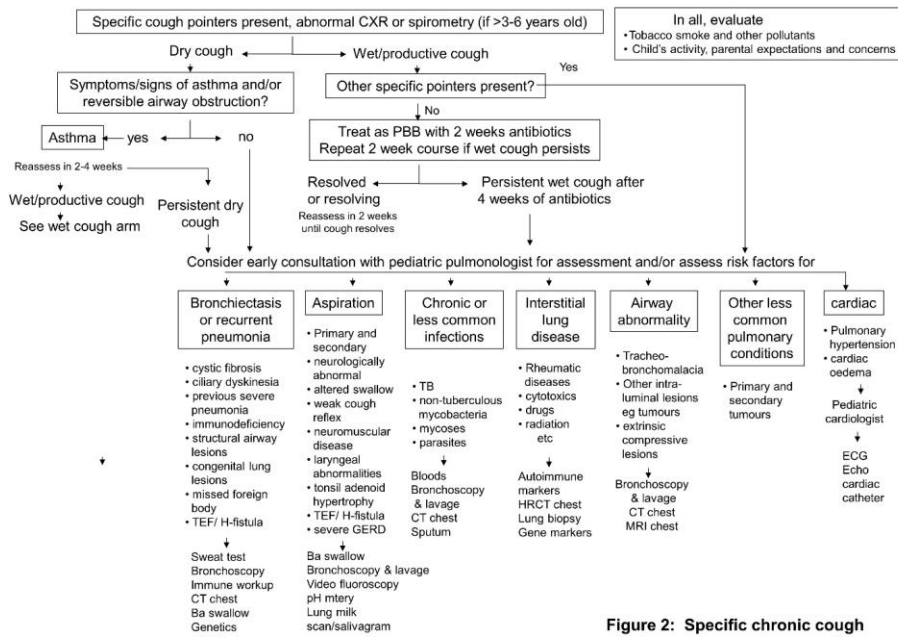 Specific cough pointers present, abnormal CXR or spirometry (if >3-6 years old)
In all, evaluate
• Tobacco smoke and other pollutants
• Child's activity, parental expectations and concerns
Dry cough
Wet/productive cough
Symptoms/signs of asthma and/or
reversible airway obstruction?
Other specific pointers present?
Yes
No
Asthma
yes
no
Treat as PBB with 2 weeks antibiotics
Repeat 2 week course if wet cough persists
Reassess in 2-4 weeks
Wet/productive cough
See wet cough arm
Persistent dry
cough
Resolved
or resolving
Reassess in 2 weeks
until cough resolves
Persistent wet cough after
4 weeks of antibiotics
Consider early consultation with pediatric pulmonologist for assessment and/or assess risk factors for
Bronchiectasis
or recurrent
pneumonia
• cystic fibrosis
• ciliary dyskinesia
• previous severe
pneumonia
• immunodeficiency
• structural airway
lesions
• congenital lung
lesions
• missed foreign
body
• TEF/ H-fistula
Sweat test
Bronchoscopy
Immune workup
CT chest
Ba swallow
Genetics
Aspiration
• Primary and
secondary
• neurologically
abnormal
• altered swallow
• weak cough
reflex
• neuromuscular
disease
• laryngeal
abnormalities
• tonsil adenoid
hypertrophy
• TEF/ H-fistula
• severe GERD
Ba swallow
Bronchoscopy & lavage
Video fluoroscopy
pH mtery
Lung milk
scan/salivagram
Chronic or
less common
infections
• TB
• non-tuberculous
mycobacteria
• mycoses
• parasites
Bloods
Bronchoscopy
& lavage
CT chest
Sputum
Interstitial
lung
disease
• Rheumatic
diseases
• cytotoxics
• drugs
• radiation
etc
Autoimmune
markers
HRCT chest
Lung biopsy
Gene markers
Airway
abnormality
• Tracheo-
bronchomalacia
• Other intra-
luminal lesions
eg tumours
• extrinsic
compressive
lesions
Bronchoscopy
& lavage
CT chest
MRI chest
Other less
common
pulmonary
conditions
• Primary and
secondary
tumours
cardiac
• Pulmonary
hypertension
• cardiac
oedema
Pediatric
cardiologist
ECG
Echo
cardiac
catheter
Figure 2: Specific chronic cough